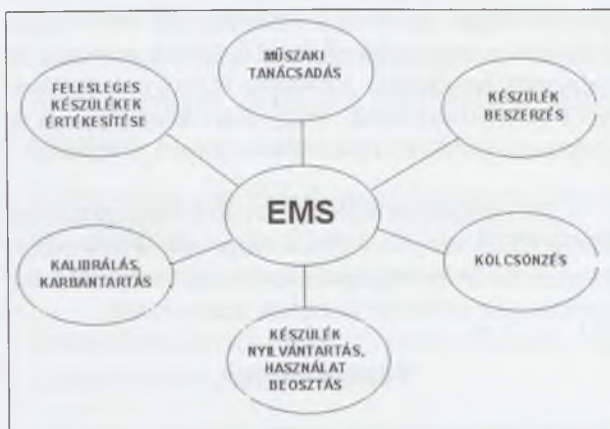 MŰSZAKI
TANÁCSADÁS
FELESLEGES
KÉSZÜLÉKEK
ÉRTÉKESÍTÉSE
KÉSZÜLÉK
BESZERZÉS
EMS
KALIBRÁLÁS,
KARBANTARTÁS
KÖLCSÖNZÉS
KÉSZÜLÉK
NYILVÁNTARTÁS,
HASZNÁLAT
BEOSZTÁS